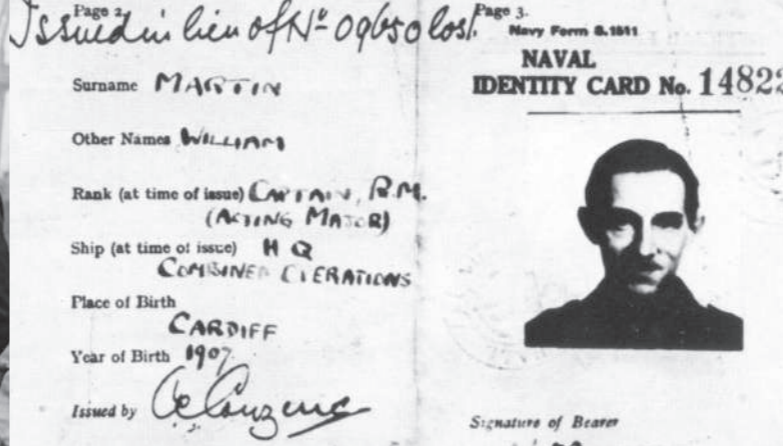 Page 2.
Issued in lieu of Nº 09650 lost.
Surname MARTIN
Other Names WILLIAM
Rank (at time of issue) CAPTAIN, R.M.
(ACTING MAJOR)
Ship (at time of issue) H Q
COMBINED OPERATIONS
Place of Birth
CARDIFF
Year of Birth 1907
Issued by
Page 3.
Navy Form S.1511
NAVAL
IDENTITY CARD No. 14822
Signature of Bearer